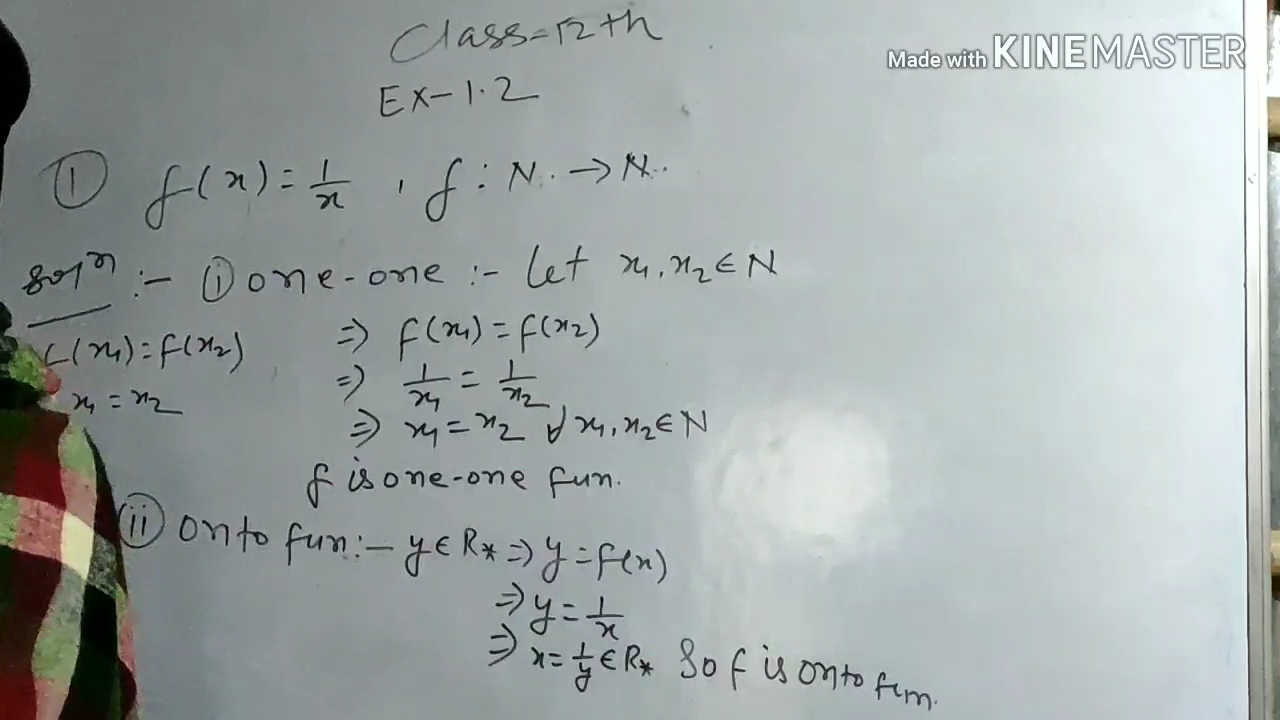 Class=12th
Made with KINEMASTER
Ex-1.2
① f(x)=1/x , f: N → N
Solⁿ :- ① one-one :- Let x₁, x₂ ∈ N
f(x₁)=f(x₂) ⇒ f(x₁)=f(x₂)
⇒ 1/x₁ = 1/x₂
x₁ = x₂ ⇒ x₁ = x₂ ∀ x₁, x₂ ∈ N
f is one-one fun.
ⅱ onto fun:- y ∈ R* ⇒ y = f(x)
⇒ y = 1/x
⇒ x = 1/y ∈ R* So f is onto fun.